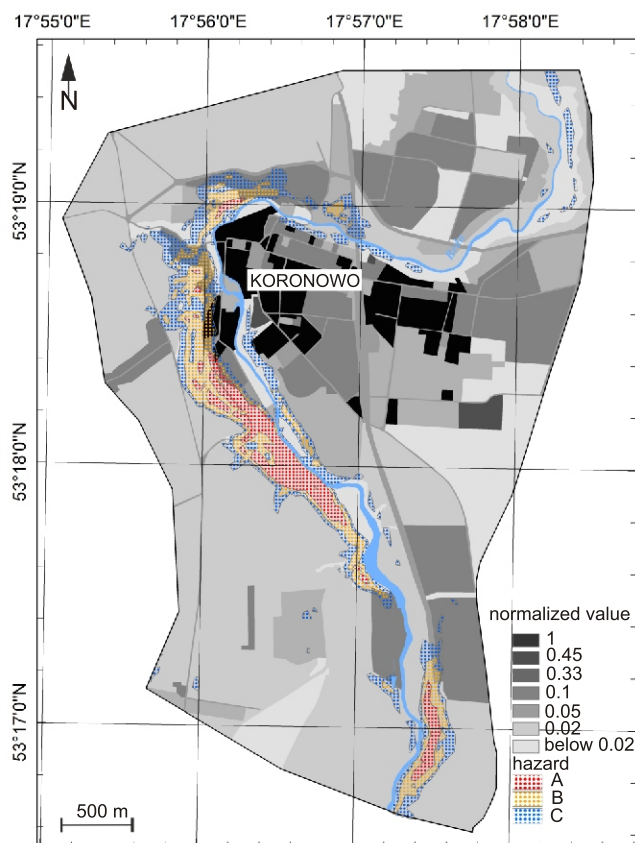 17°55'0"E 17°56'0"E 17°57'0"E 17°58'0"E
N
53°19'0"N
KORONOWO
53°18'0"N
53°17'0"N
normalized value
1
0.45
0.33
0.1
0.05
0.02
below 0.02
hazard
A
B
C
500 m